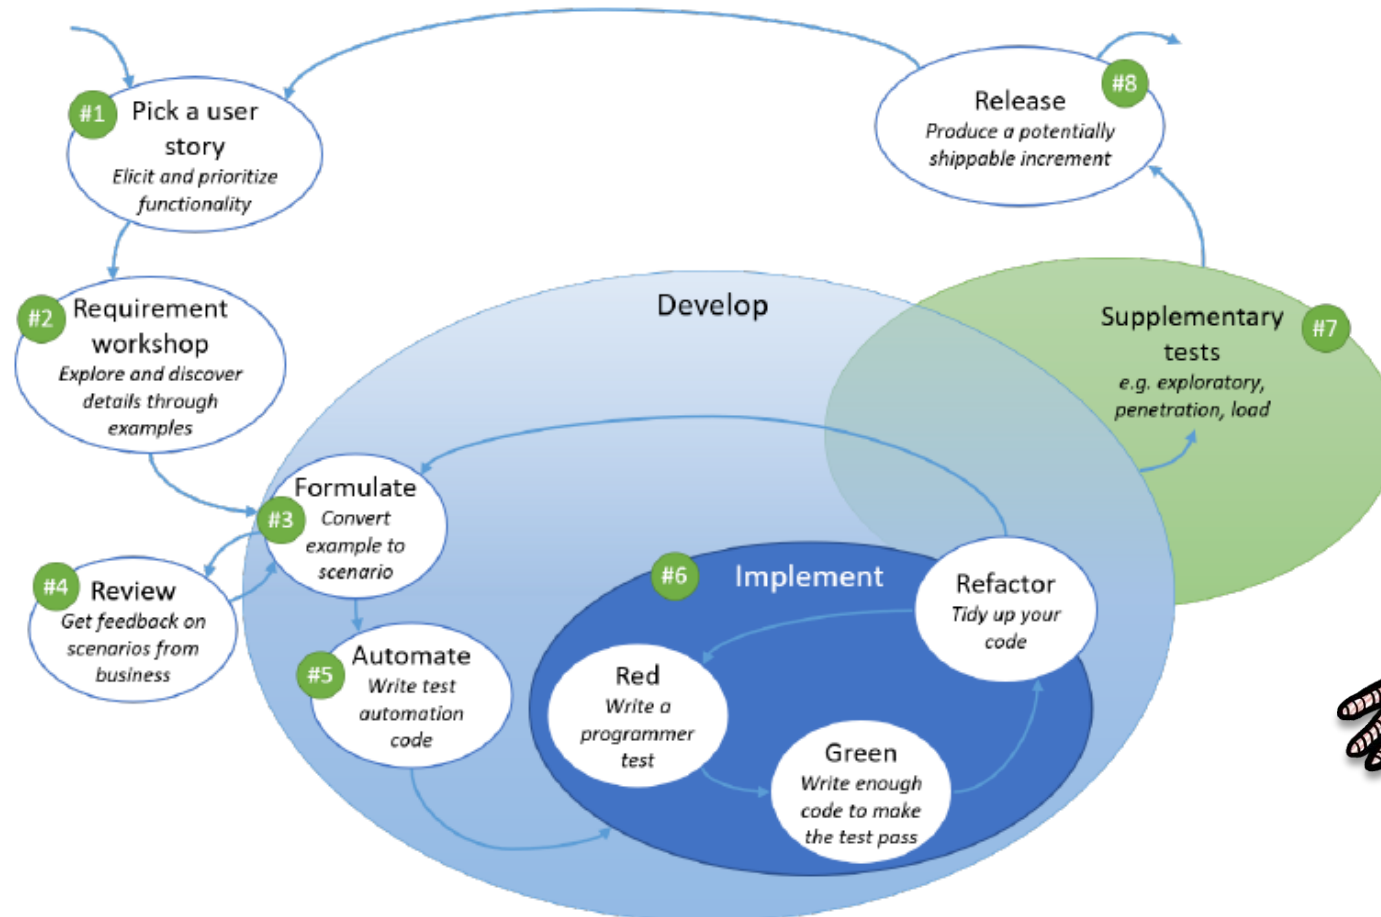 #1
Pick a user
story
Elicit and prioritize
functionality
#2
Requirement
workshop
Explore and discover
details through
examples
#3
Formulate
Convert
example to
scenario
#4
Review
Get feedback on
scenarios from
business
Develop
#5
Automate
Write test
automation
code
#6
Implement
Red
Write a
programmer
test
Green
Write enough
code to make
the test pass
Refactor
Tidy up your
code
#7
Supplementary
tests
e.g. exploratory,
penetration, load
#8
Release
Produce a potentially
shippable increment